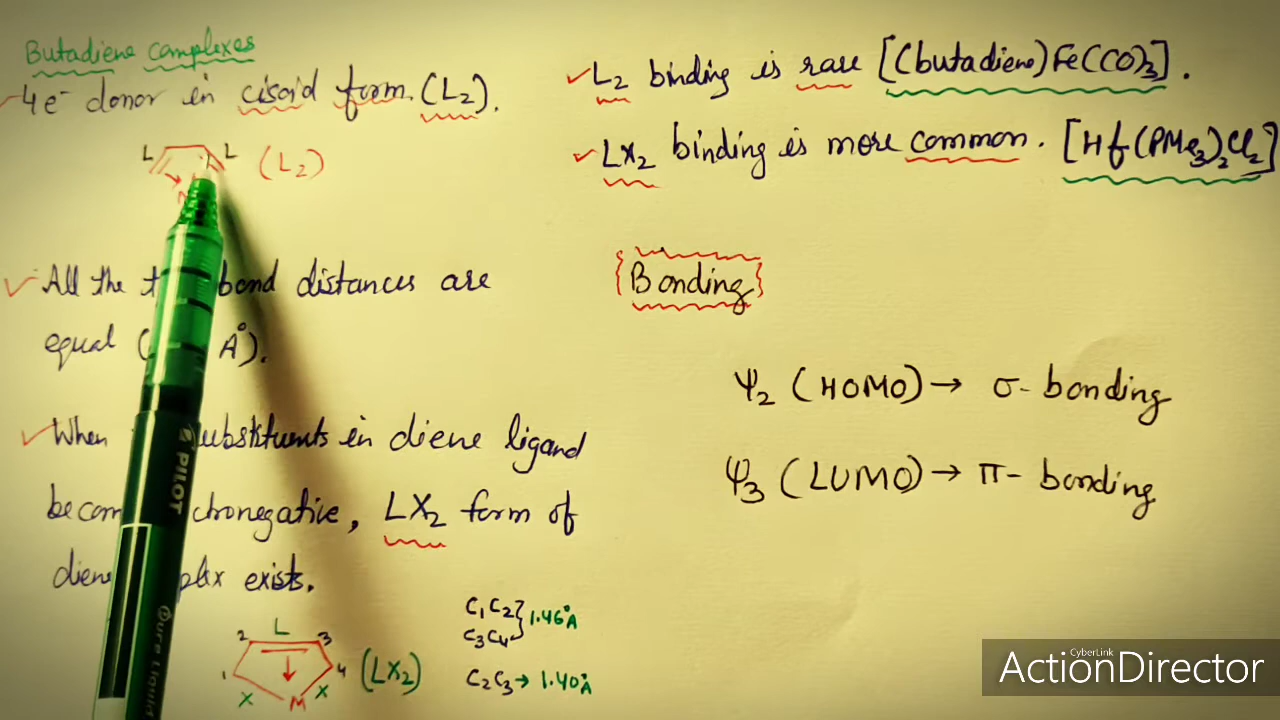 Butadiene complexes
4e⁻ donor in cisoid form. (L₂).
L L (L₂)
All the bond distances are
equal ( A°).
When substituents in diene ligand
LX₂ form of
exists.
2 L 3
1 4 (LX₂)
X M X
C₁C₂ } 1.46°A
C₃C₄
C₂C₃ → 1.40°A
L₂ binding is rare [(butadiene)Fe(CO)₃].
LX₂ binding is more common. [Hf(PMe₃)₂Cl₂]
{Bonding}
Ψ₂ (HOMO) → σ- bonding
Ψ₃ (LUMO) → π- bonding
PILOT
Pure Liquid
CyberLink
ActionDirector